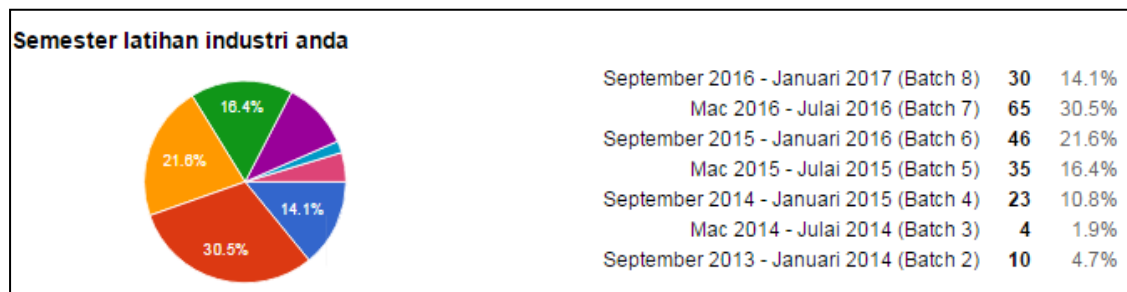 Semester latihan industri anda
16.4%
21.6%
14.1%
30.5%
September 2016 - Januari 2017 (Batch 8) 30 14.1%
Mac 2016 - Julai 2016 (Batch 7) 65 30.5%
September 2015 - Januari 2016 (Batch 6) 46 21.6%
Mac 2015 - Julai 2015 (Batch 5) 35 16.4%
September 2014 - Januari 2015 (Batch 4) 23 10.8%
Mac 2014 - Julai 2014 (Batch 3) 4 1.9%
September 2013 - Januari 2014 (Batch 2) 10 4.7%